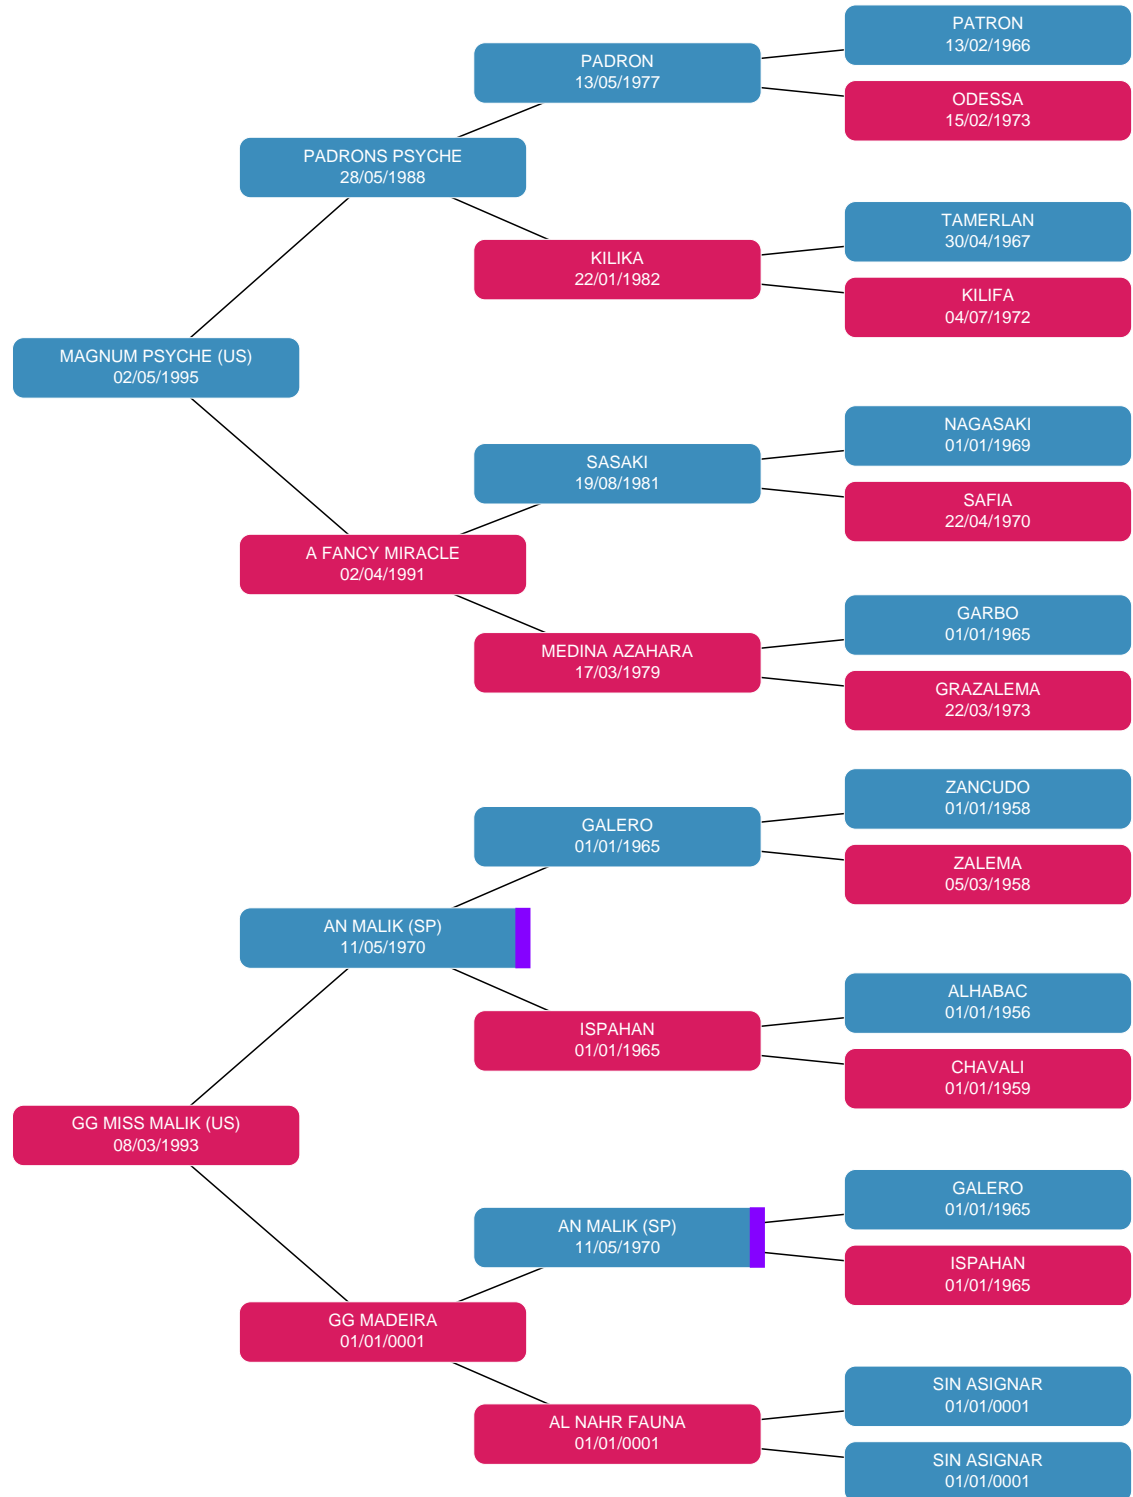 PATRON
13/02/1966
PADRON
13/05/1977
ODESSA
15/02/1973
PADRONS PSYCHE
28/05/1988
TAMERLAN
30/04/1967
KILIKA
22/01/1982
KILIFA
04/07/1972
MAGNUM PSYCHE (US)
02/05/1995
NAGASAKI
01/01/1969
SASAKI
19/08/1981
SAFIA
22/04/1970
A FANCY MIRACLE
02/04/1991
GARBO
01/01/1965
MEDINA AZAHARA
17/03/1979
GRAZALEMA
22/03/1973
ZANCUDO
01/01/1958
GALERO
01/01/1965
ZALEMA
05/03/1958
AN MALIK (SP)
11/05/1970
ALHABAC
01/01/1956
ISPAHAN
01/01/1965
CHAVALI
01/01/1959
GG MISS MALIK (US)
08/03/1993
GALERO
01/01/1965
AN MALIK (SP)
11/05/1970
ISPAHAN
01/01/1965
GG MADEIRA
01/01/0001
SIN ASIGNAR
01/01/0001
AL NAHR FAUNA
01/01/0001
SIN ASIGNAR
01/01/0001